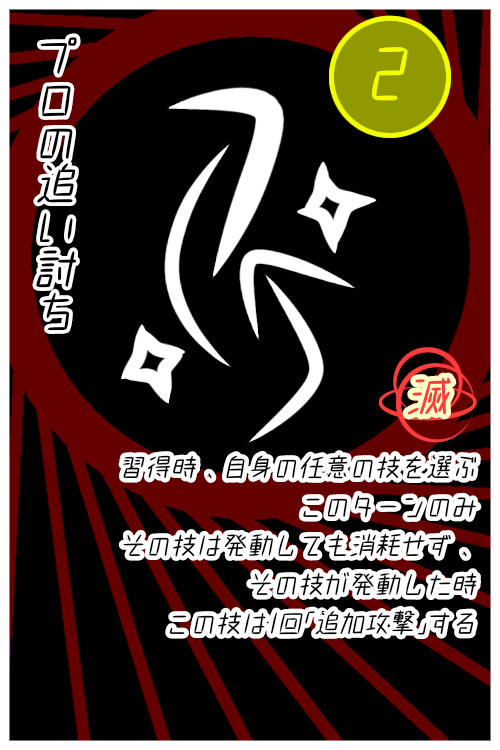 プロの追い討ち
2
滅
習得時、自身の任意の技を選ぶ
このターンのみ
その技は発動しても消耗せず、
その技が発動した時
この技は1回｢追加攻撃｣する